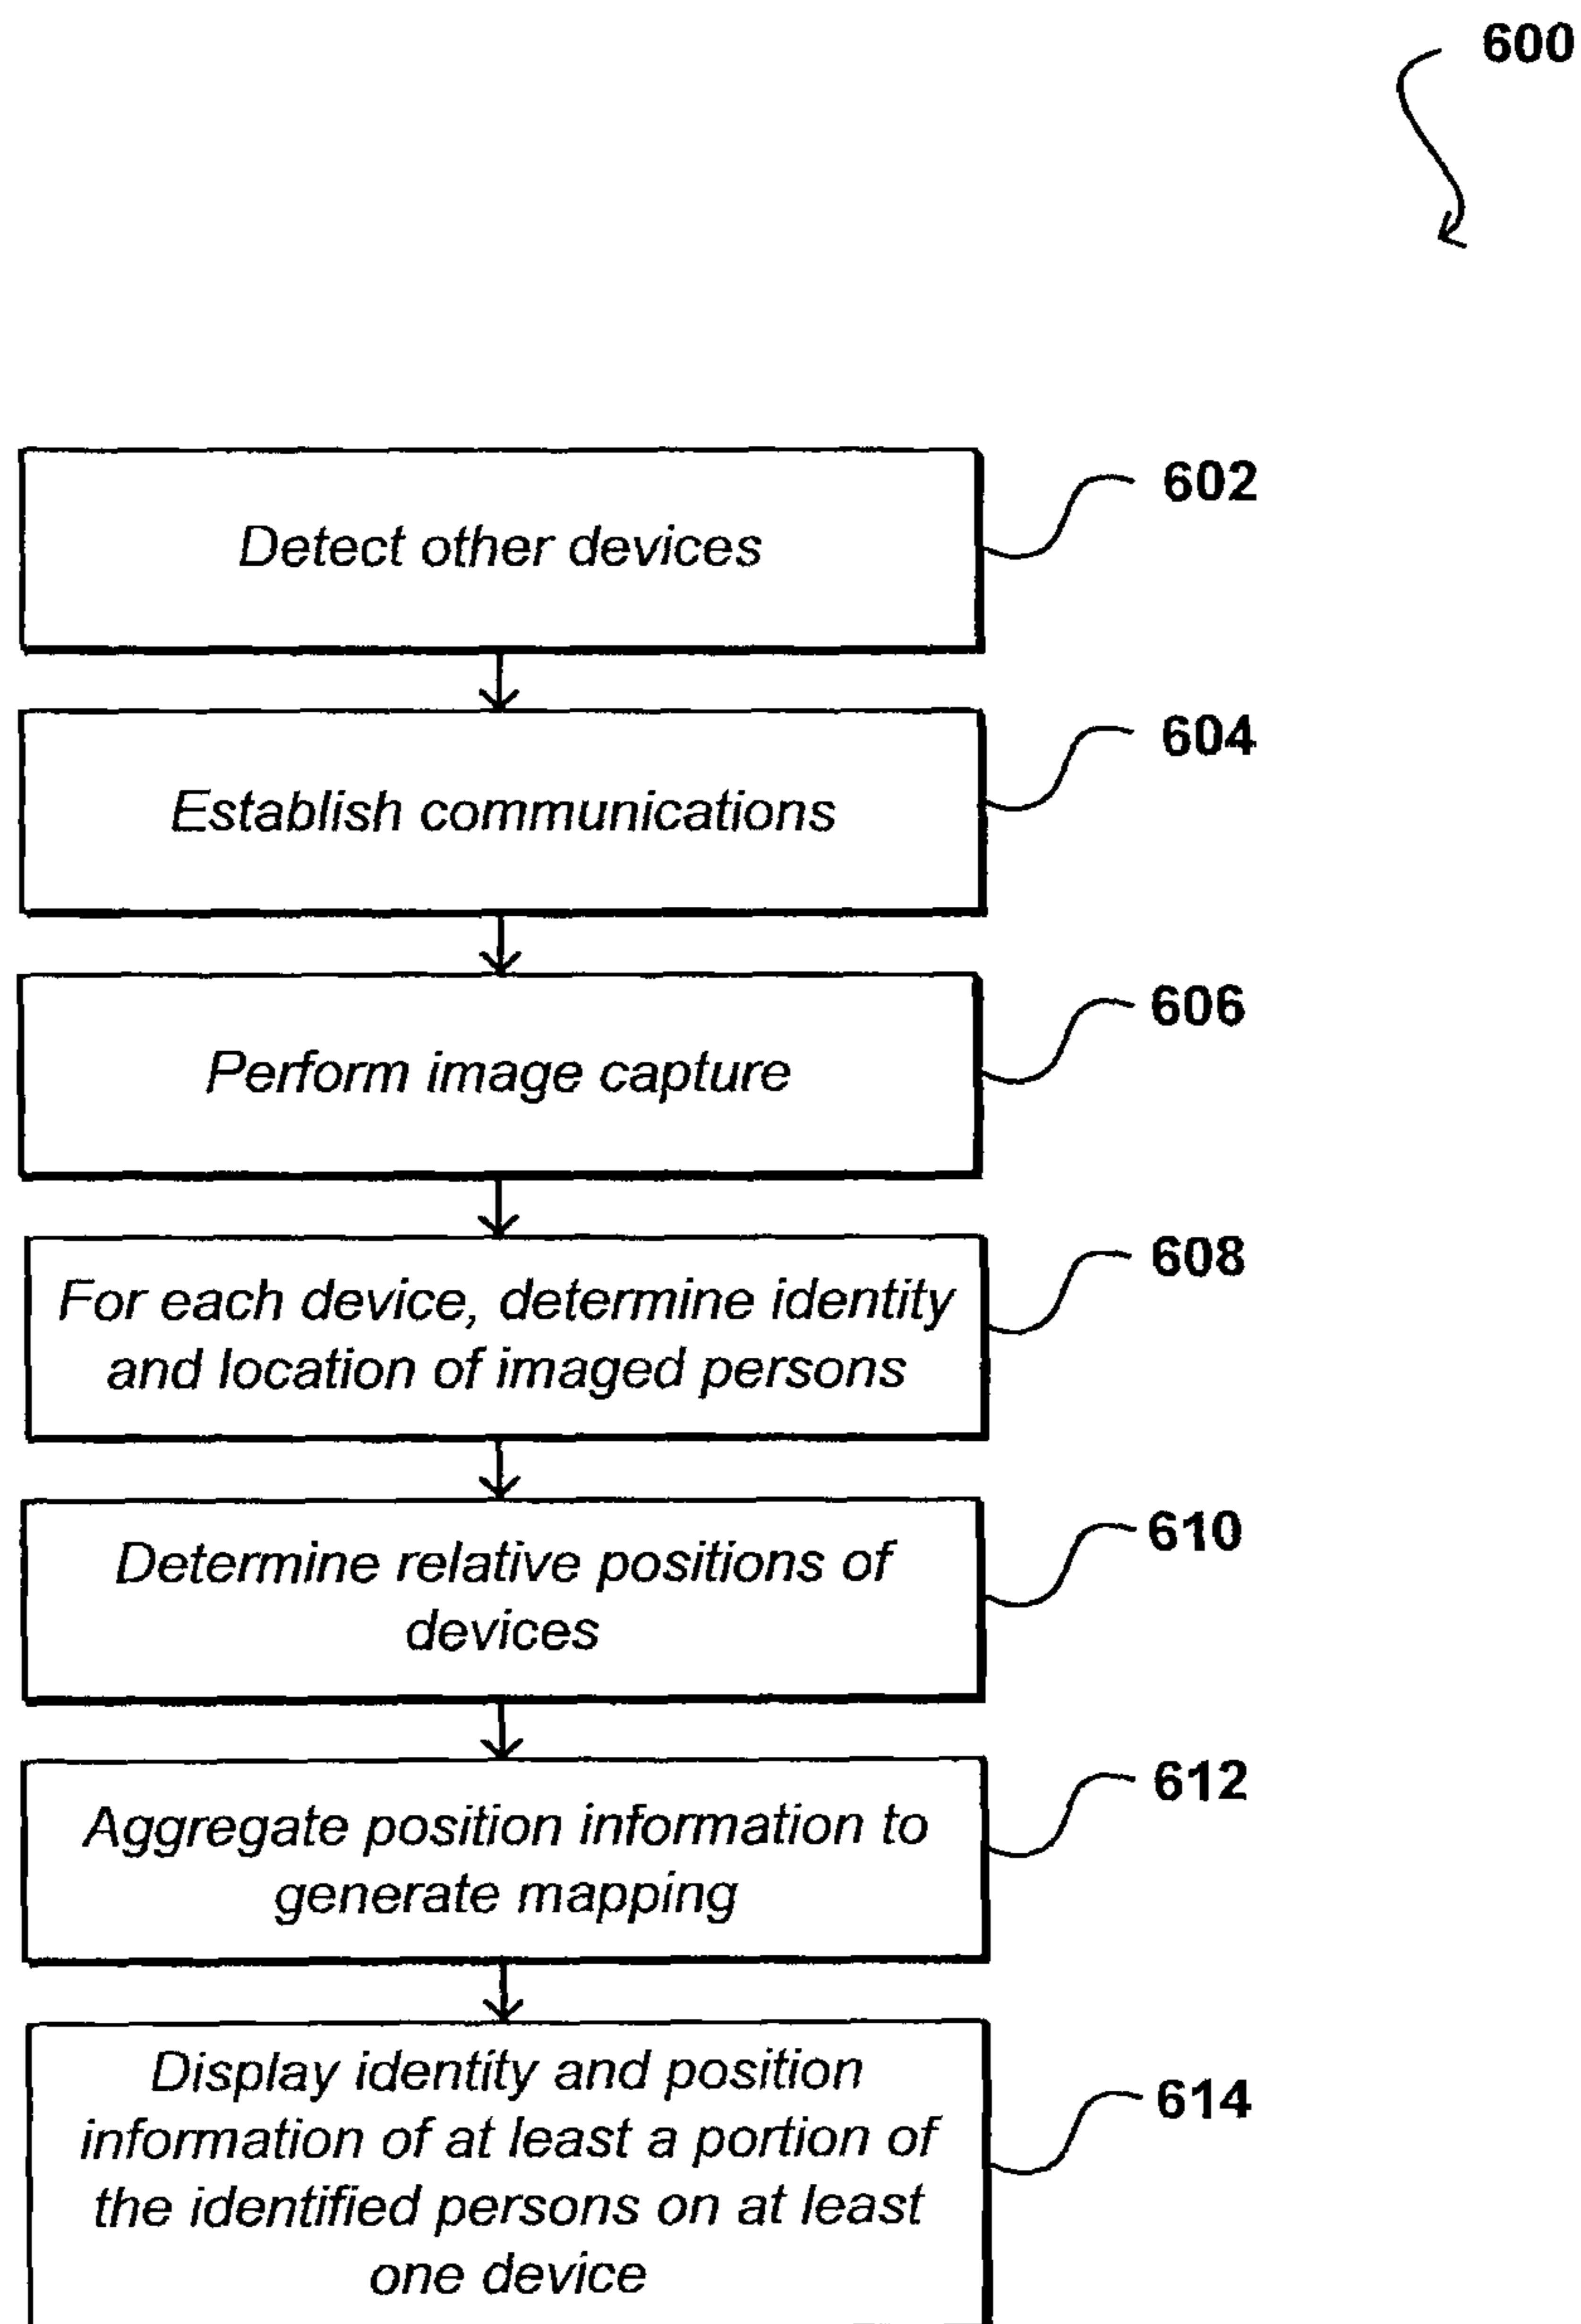 600
Detect other devices
602
Establish communications
604
Perform image capture
606
For each device, determine identity
and location of imaged persons
608
Determine relative positions of
devices
610
Aggregate position information to
generate mapping
612
Display identity and position
information of at least a portion of
the identified persons on at least
one device
614